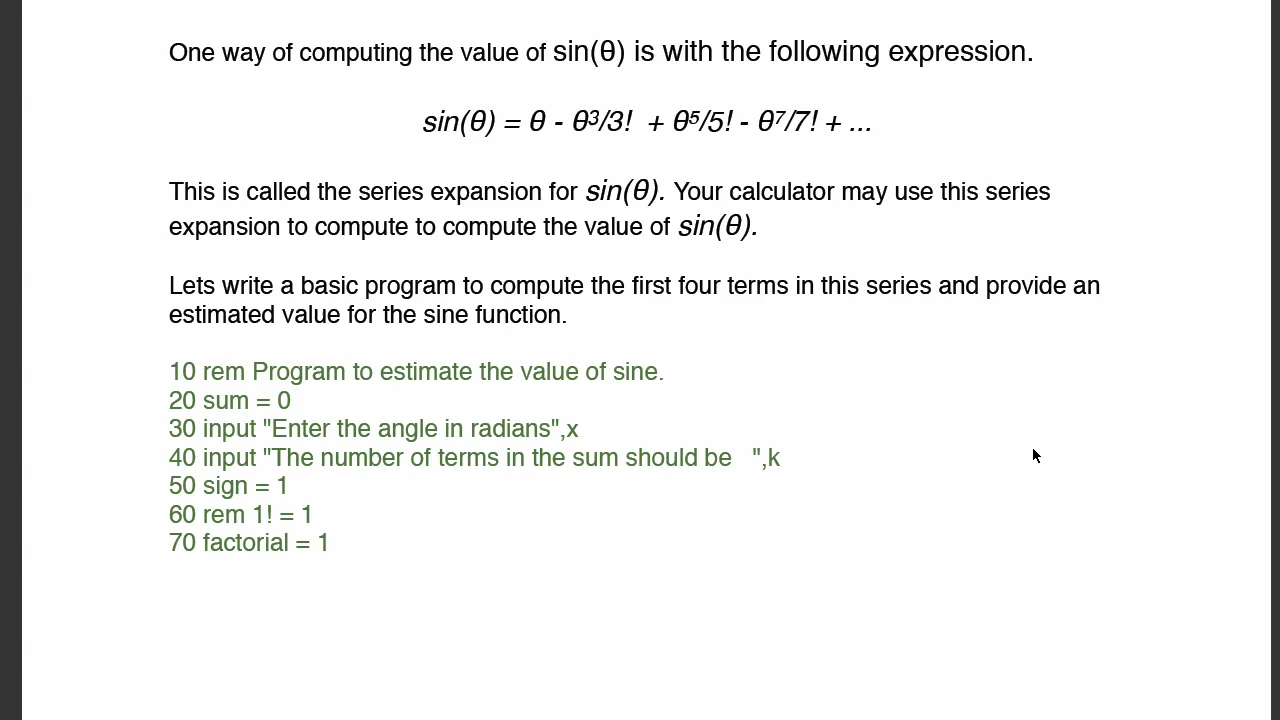 One way of computing the value of sin(θ) is with the following expression.
sin(θ) = θ - θ³/3!  + θ⁵/5! - θ⁷/7! + ...
This is called the series expansion for sin(θ). Your calculator may use this series
expansion to compute to compute the value of sin(θ).
Lets write a basic program to compute the first four terms in this series and provide an
estimated value for the sine function.
10 rem Program to estimate the value of sine.
20 sum = 0
30 input "Enter the angle in radians",x
40 input "The number of terms in the sum should be   ",k
50 sign = 1
60 rem 1! = 1
70 factorial = 1